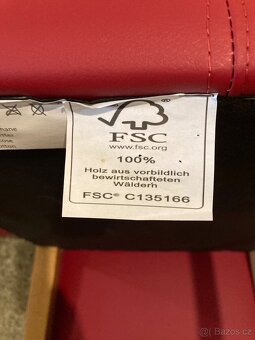 FSC
www.fsc.org
100%
Holz aus vorbildlich
bewirtschafteten
Wäldern
FSC® C135166
Bazos.cz